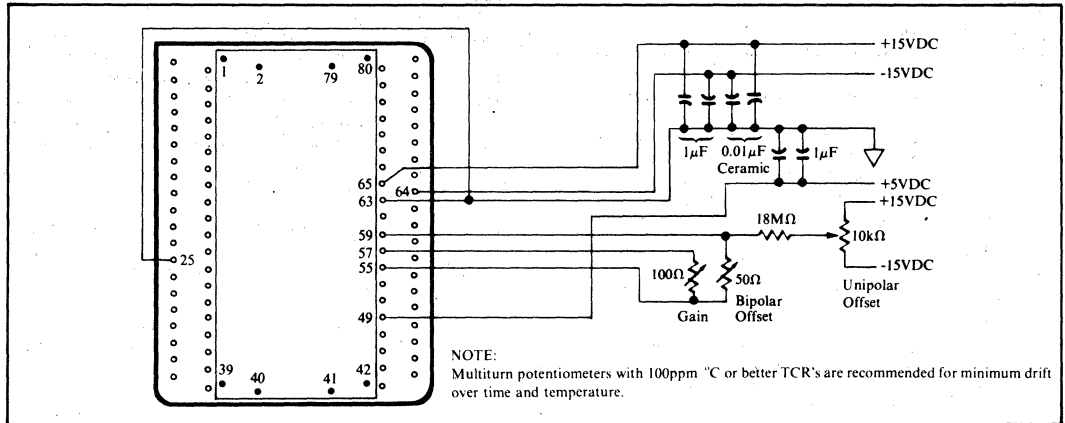 +15VDC
-15VDC
1
2
79
80
1µF
0.01µF
Ceramic
1µF
65
64
63
+5VDC
+15VDC
18MΩ
59
10kΩ
57
25
55
100Ω
50Ω
-15VDC
Unipolar
Offset
Bipolar
Offset
Gain
49
NOTE:
39
40
41
42
Multiturn potentiometers with 100ppm "C or better TCR's are recommended for minimum drift
over time and temperature.